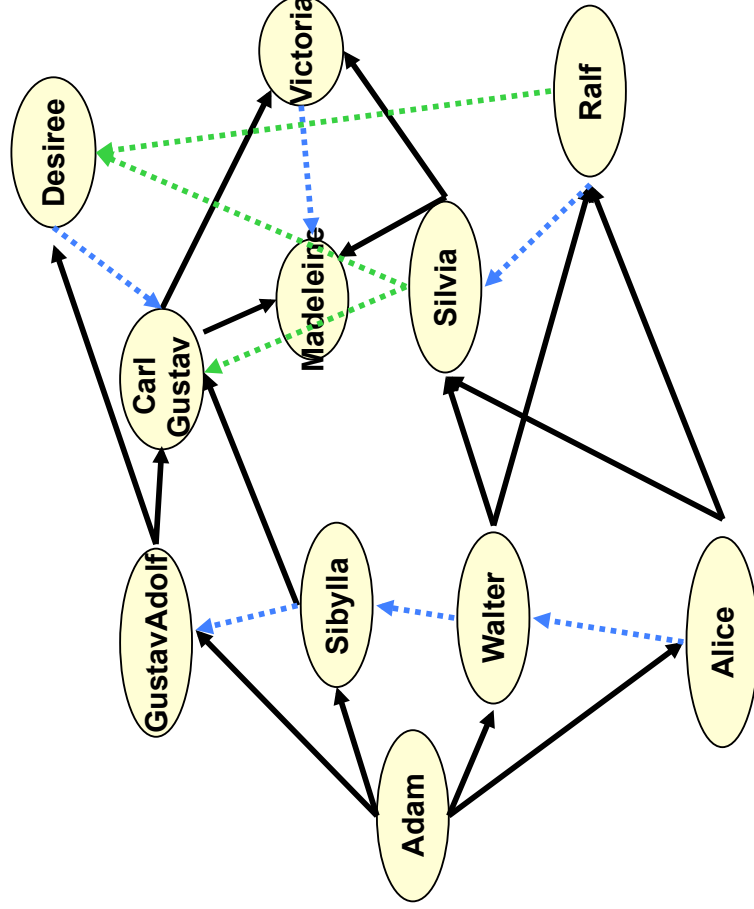 Desiree
GustavAdolf
Carl
Gustav
Sibylla
Madeleine
Victoria
Adam
Silvia
Walter
Ralf
Alice